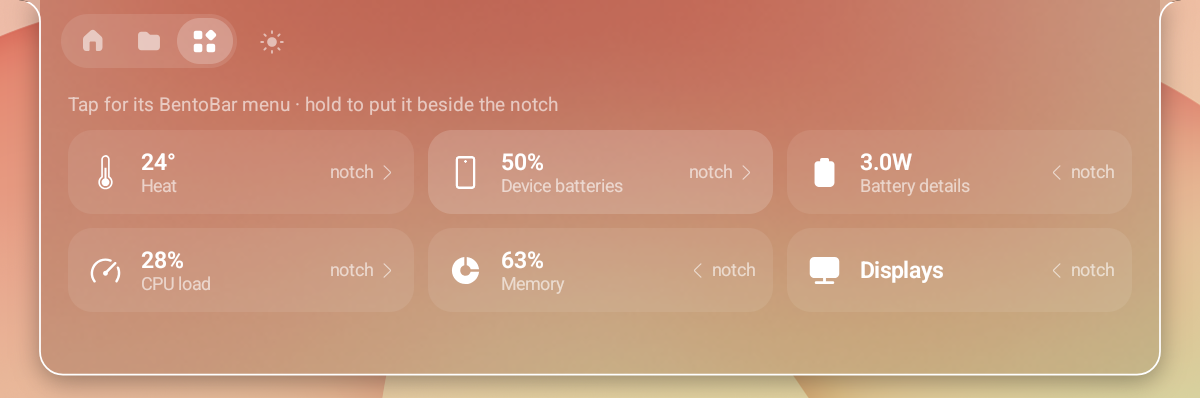 Tap for its BentoBar menu · hold to put it beside the notch
24°
Heat
notch
50%
Device batteries
notch
3.0W
Battery details
notch
28%
CPU load
notch
63%
Memory
notch
Displays
notch